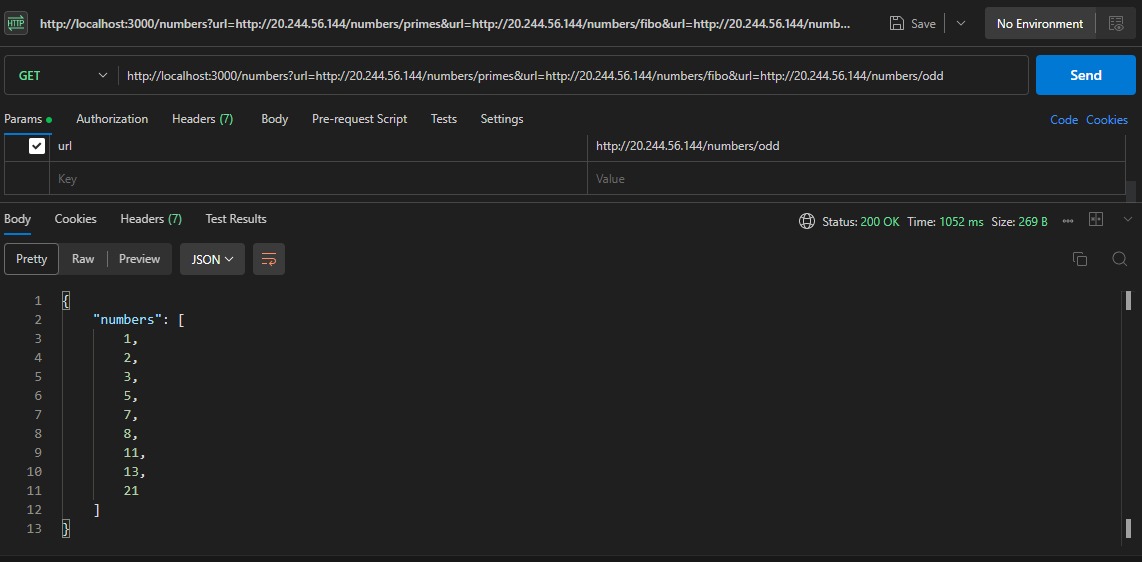 HTTP http://localhost:3000/numbers?url=http://20.244.56.144/numbers/primes&url=http://20.244.56.144/numbers/fibo&url=http://20.244.56.144/numb... Save No Environment
GET http://localhost:3000/numbers?url=http://20.244.56.144/numbers/primes&url=http://20.244.56.144/numbers/fibo&url=http://20.244.56.144/numbers/odd Send
Params Authorization Headers (7) Body Pre-request Script Tests Settings Code Cookies
url http://20.244.56.144/numbers/odd
Key Value
Body Cookies Headers (7) Test Results Status: 200 OK Time: 1052 ms Size: 269 B
Pretty Raw Preview JSON
1 {
2 "numbers": [
3 1,
4 2,
5 3,
6 5,
7 7,
8 8,
9 11,
10 13,
11 21
12 ]
13 }